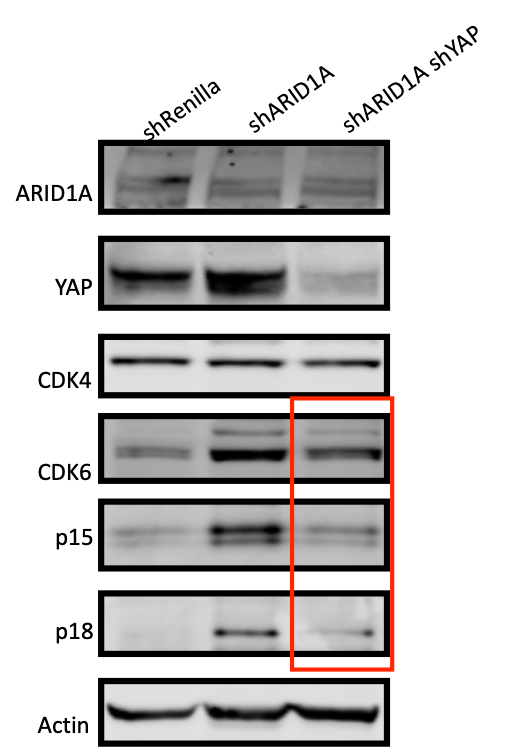 shRenilla
shARID1A
shARID1A shYAP
ARID1A
YAP
CDK4
CDK6
p15
p18
Actin